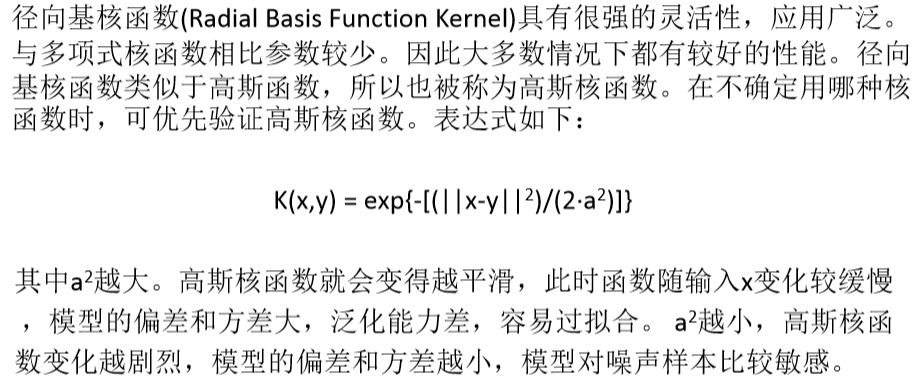 径向基核函数(Radial Basis Function Kernel)具有很强的灵活性，应用广泛。
与多项式核函数相比参数较少。因此大多数情况下都有较好的性能。径向
基核函数类似于高斯函数，所以也被称为高斯核函数。在不确定用哪种核
函数时，可优先验证高斯核函数。表达式如下：
K(x,y) = exp{-[(||x-y||²)/(2·a²)]}
其中a²越大。高斯核函数就会变得越平滑，此时函数随输入x变化较缓慢
，模型的偏差和方差大，泛化能力差，容易过拟合。 a²越小，高斯核函
数变化越剧烈，模型的偏差和方差越小，模型对噪声样本比较敏感。